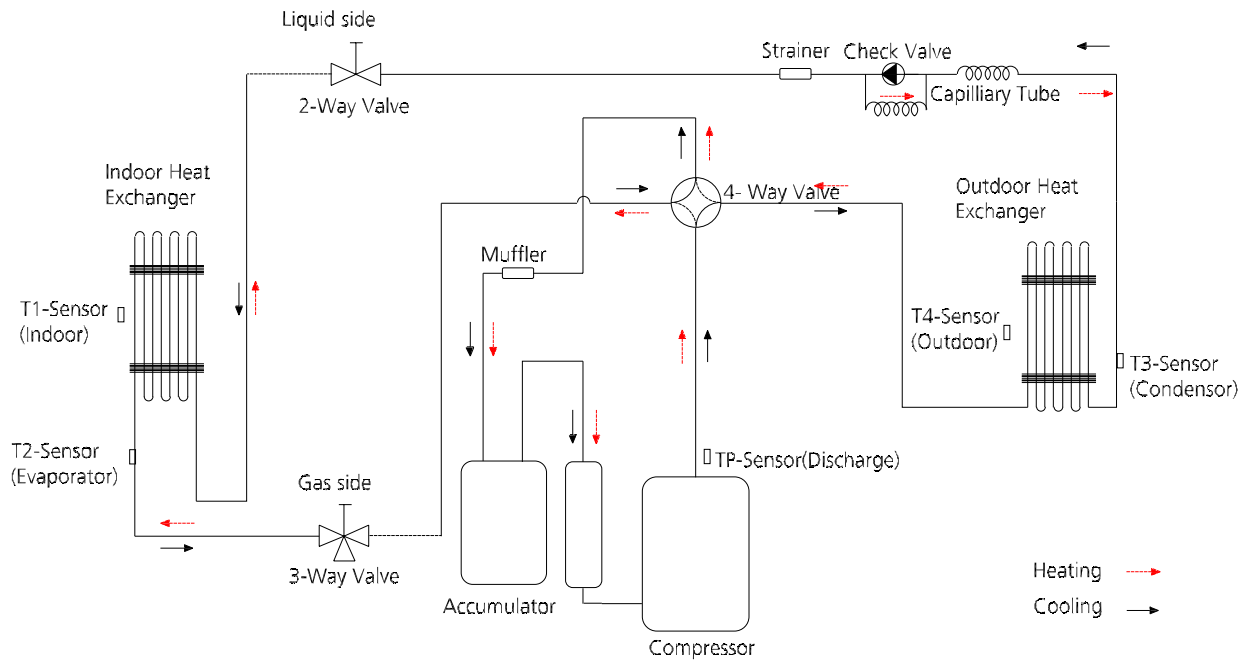 Liquid side
2-Way Valve
Strainer
Check Valve
Capilliary Tube
Indoor Heat
Exchanger
4- Way Valve
Outdoor Heat
Exchanger
Muffler
T1-Sensor
(Indoor)
T4-Sensor
(Outdoor)
T3-Sensor
(Condensor)
T2-Sensor
(Evaporator)
TP-Sensor(Discharge)
Gas side
3-Way Valve
Accumulator
Compressor
Heating
Cooling